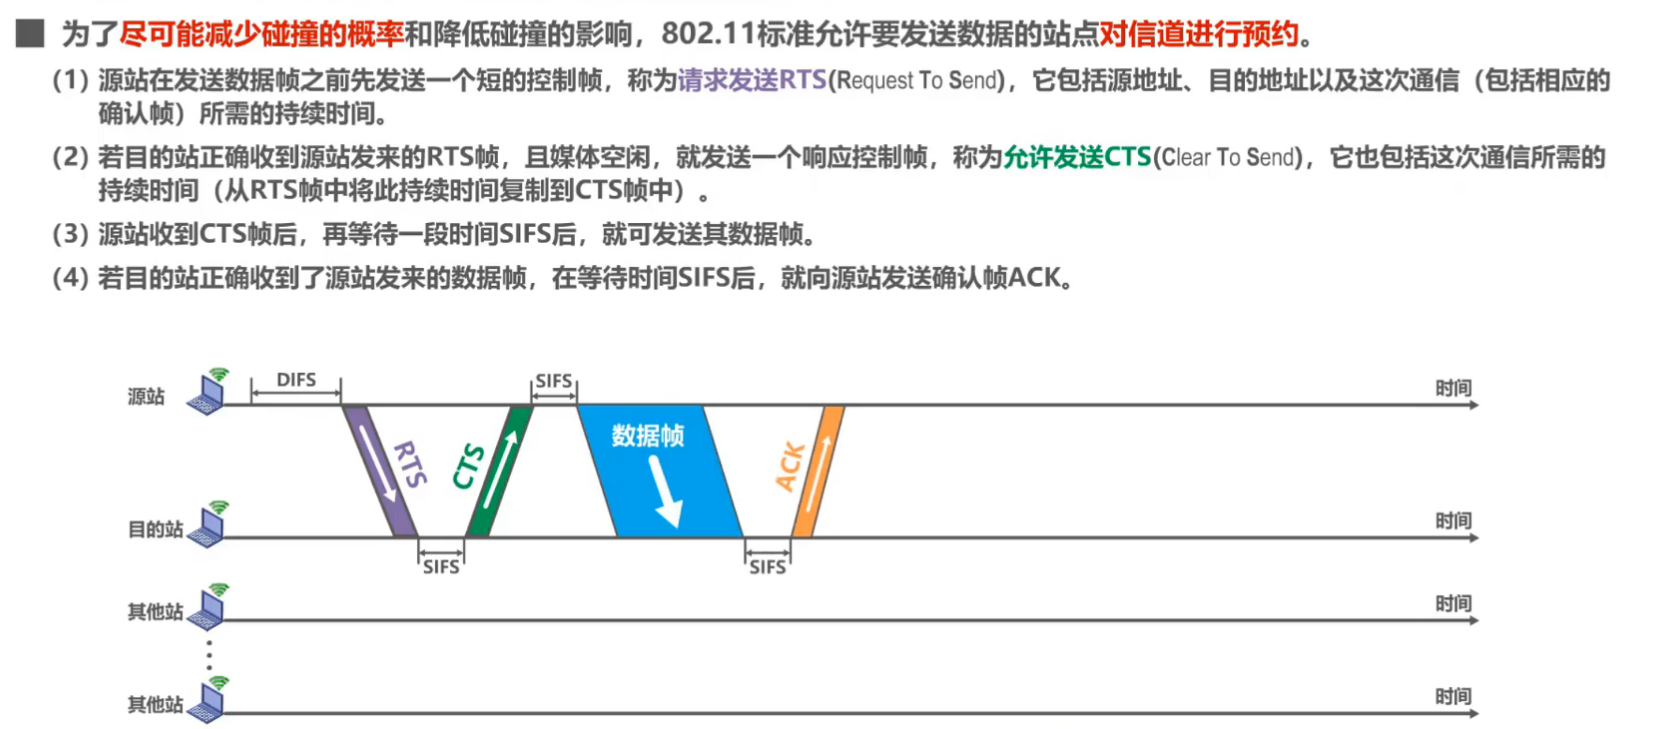 为了尽可能减少碰撞的概率和降低碰撞的影响，802.11标准允许要发送数据的站点对信道进行预约。
（1）源站在发送数据帧之前先发送一个短的控制帧，称为请求发送RTS(Request To Send)，它包括源地址、目的地址以及这次通信（包括相应的
确认帧）所需的持续时间。
（2）若目的站正确收到源站发来的RTS帧，且媒体空闲，就发送一个响应控制帧，称为允许发送CTS(Clear To Send)，它也包括这次通信所需的
持续时间（从RTS帧中将此持续时间复制到CTS帧中）。
（3）源站收到CTS帧后，再等待一段时间SIFS后，就可发送其数据帧。
（4）若目的站正确收到了源站发来的数据帧，在等待时间SIFS后，就向源站发送确认帧ACK。
DIFS
SIFS
源站
时间
RTS
CTS
数据帧
ACK
目的站
时间
SIFS
SIFS
其他站
时间
其他站
时间